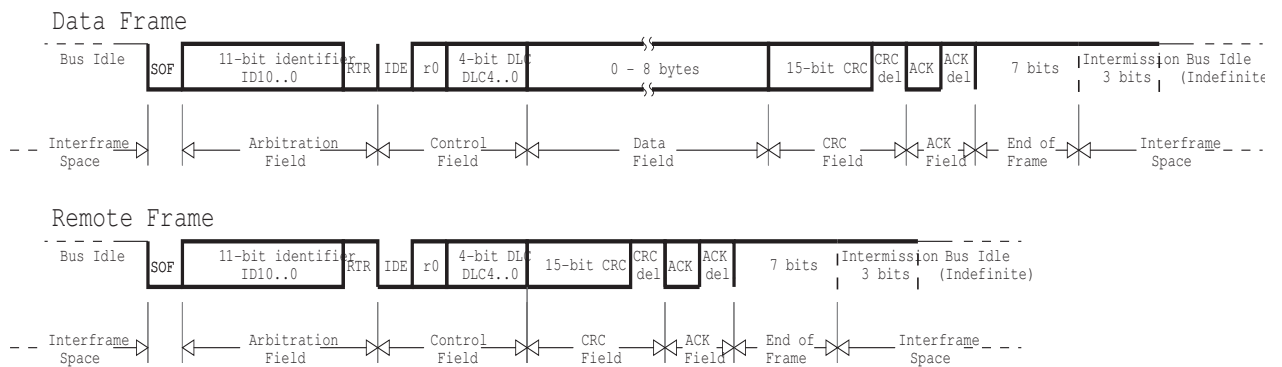 Data Frame
Bus Idle
SOF
11-bit identifier
ID10..0
RTR
IDE
r0
4-bit DLC
DLC4..0
0 - 8 bytes
15-bit CRC
CRC
del
ACK
ACK
del
7 bits
Intermission
3 bits
Bus Idle
(Indefinite
Interframe
Space
Arbitration
Field
Control
Field
Data
Field
CRC
Field
ACK
Field
End of
Frame
Interframe
Space
Remote Frame
Bus Idle
SOF
11-bit identifier
ID10..0
RTR
IDE
r0
4-bit DLC
DLC4..0
15-bit CRC
CRC
del
ACK
ACK
del
7 bits
Intermission
3 bits
Bus Idle
(Indefinite)
Interframe
Space
Arbitration
Field
Control
Field
CRC
Field
ACK
Field
End of
Frame
Interframe
Space